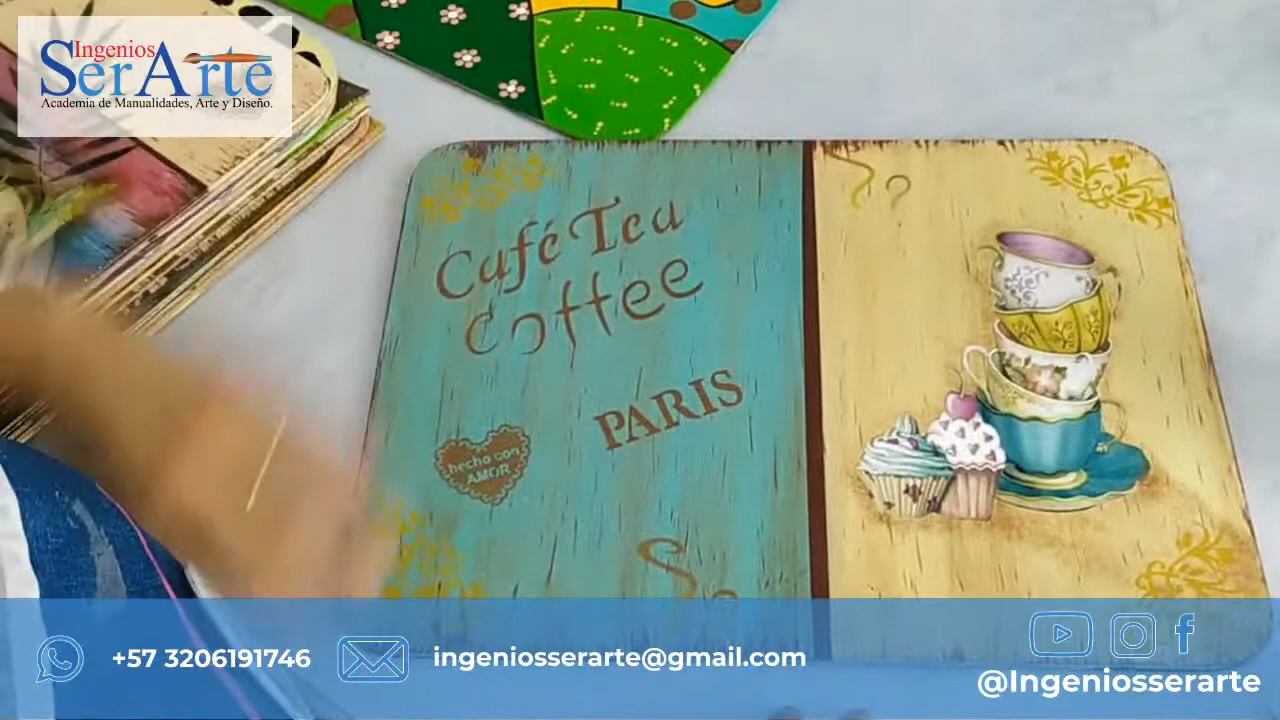 Ingenios
SerArte
Academia de Manualidades, Arte y Diseño.
Café Tea
Coffee
PARIS
hecho con
AMOR
+57 3206191746
ingeniosserarte@gmail.com
@Ingeniosserarte